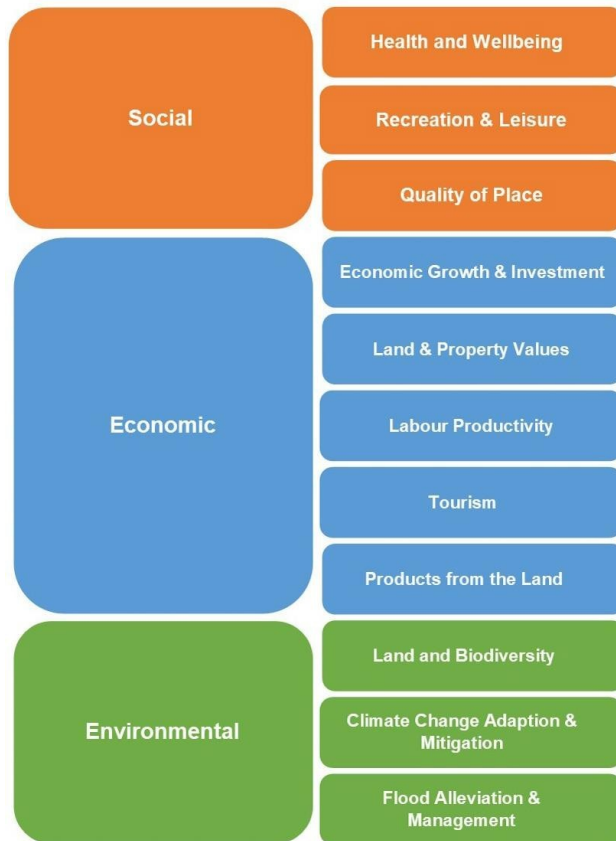 Social
Health and Wellbeing
Recreation & Leisure
Quality of Place
Economic
Economic Growth & Investment
Land & Property Values
Labour Productivity
Tourism
Products from the Land
Environmental
Land and Biodiversity
Climate Change Adaption &
Mitigation
Flood Alleviation &
Management